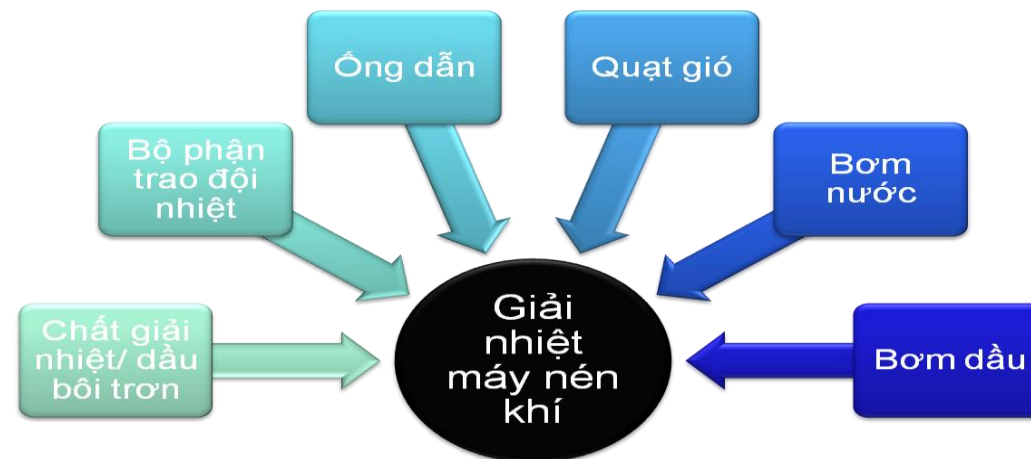 Ống dẫn
Quạt gió
Bộ phận
trao đội
nhiệt
Bơm
nước
Chất giải
nhiệt/ dầu
bôi trơn
Giải
nhiệt
máy nén
khí
Bơm dầu